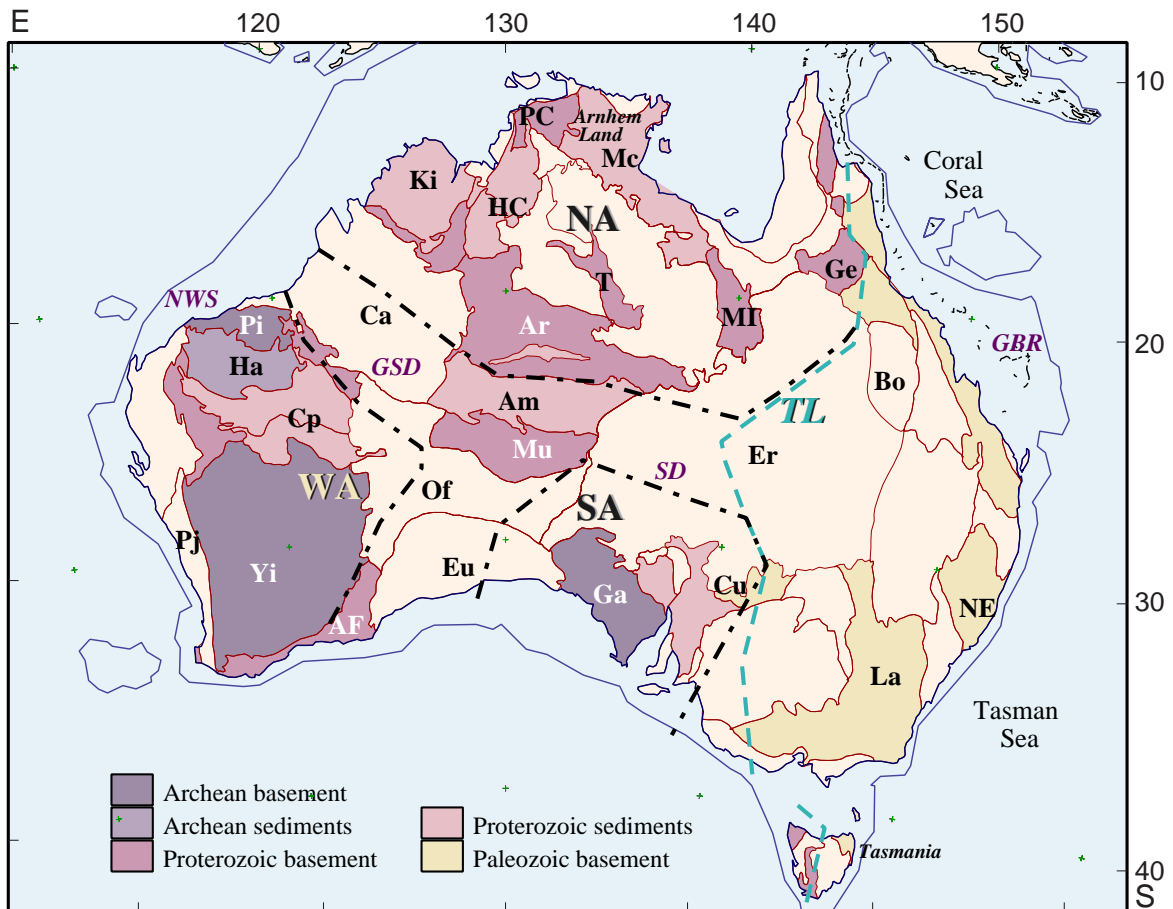 E 120 130 140 150
10
PC
Arnhem
Land
Mc
Coral
Sea
Ki
HC
NA
Ge
T
NWS
Ca
Pi
Ar
MI
GBR
Ha
GSD
Bo
Am
TL
Cp
Mu
Er
SD
WA
Of
SA
Pj
Yi
Eu
Ga
Cu
NE
30
AF
La
Tasman
Sea
Archean basement
Archean sediments
Proterozoic sediments
Proterozoic basement
Paleozoic basement
Tasmania
20
40
S